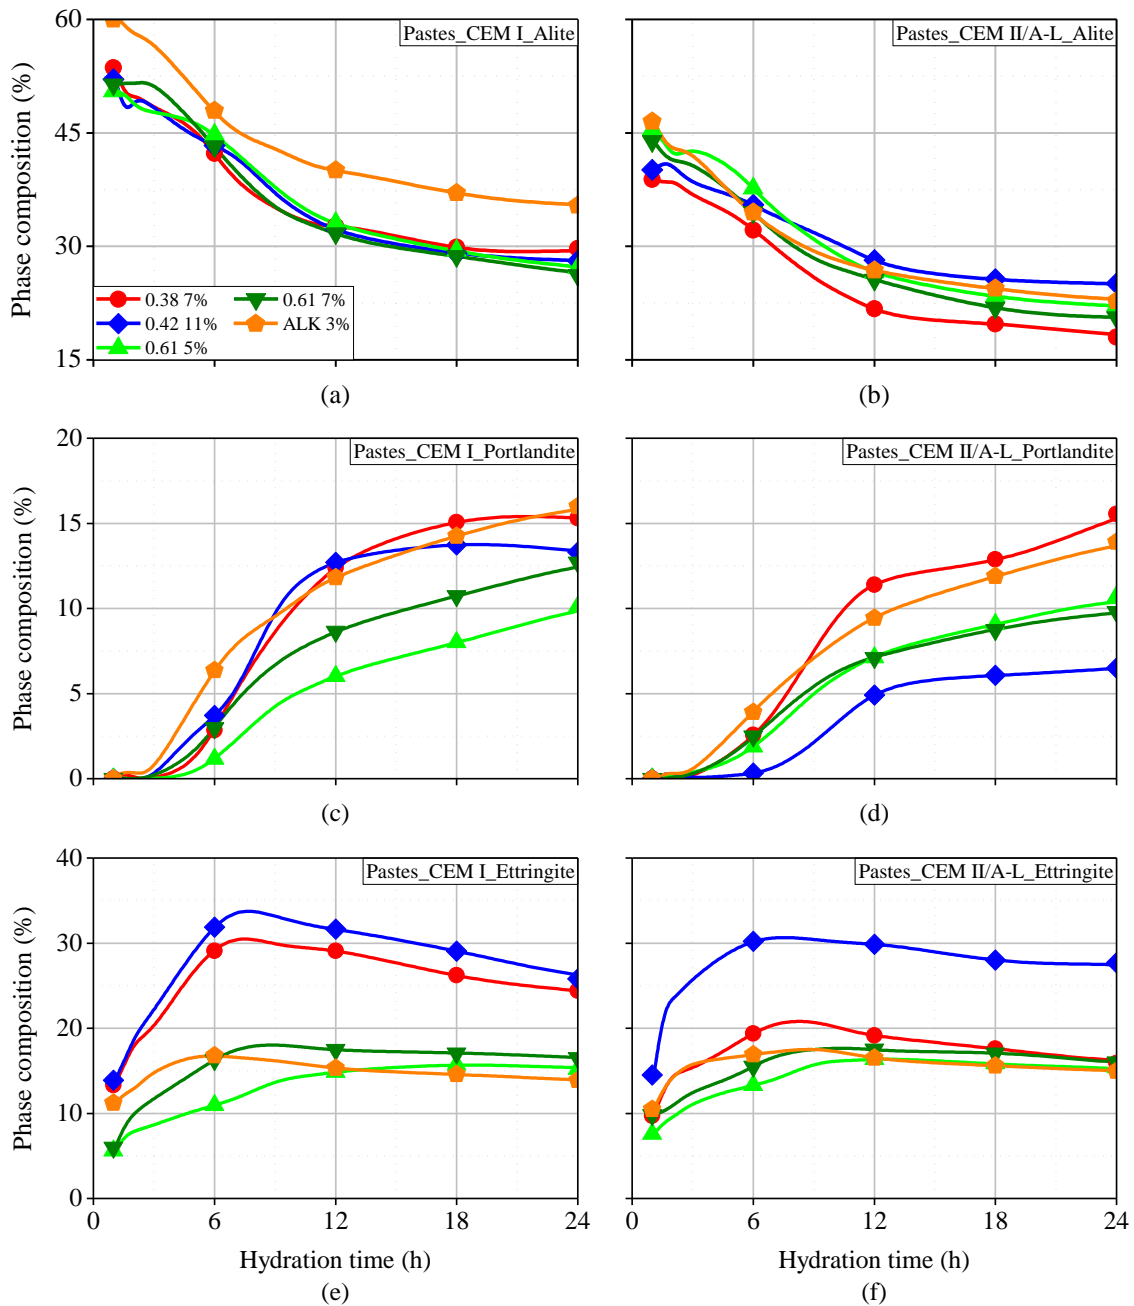 Pastes_CEM I_Alite
Phase composition (%)
60
45
30
15
0.38 7%
0.42 11%
0.61 5%
0.61 7%
ALK 3%
(a)
Pastes_CEM II/A-L_Alite
(b)
Pastes_CEM I_Portlandite
Phase composition (%)
20
15
10
5
0
(c)
Pastes_CEM II/A-L_Portlandite
(d)
Pastes_CEM I_Ettringite
Phase composition (%)
40
30
20
10
0
0 6 12 18 24
Hydration time (h)
(e)
Pastes_CEM II/A-L_Ettringite
0 6 12 18 24
Hydration time (h)
(f)